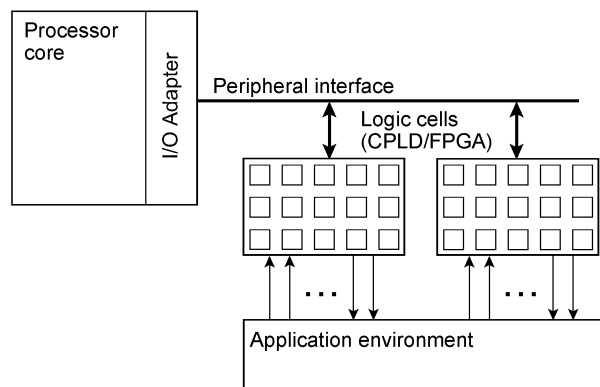 Processor
core
I/O Adapter
Peripheral interface
Logic cells
(CPLD/FPGA)
...
...
Application environment